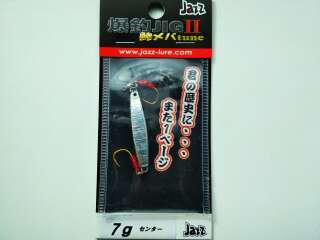 Jazz
爆釣JIGII
鯵メバtune
www.jazz-lure.com
君の歴史に・・・
また1ページ
7g センター
Jazz